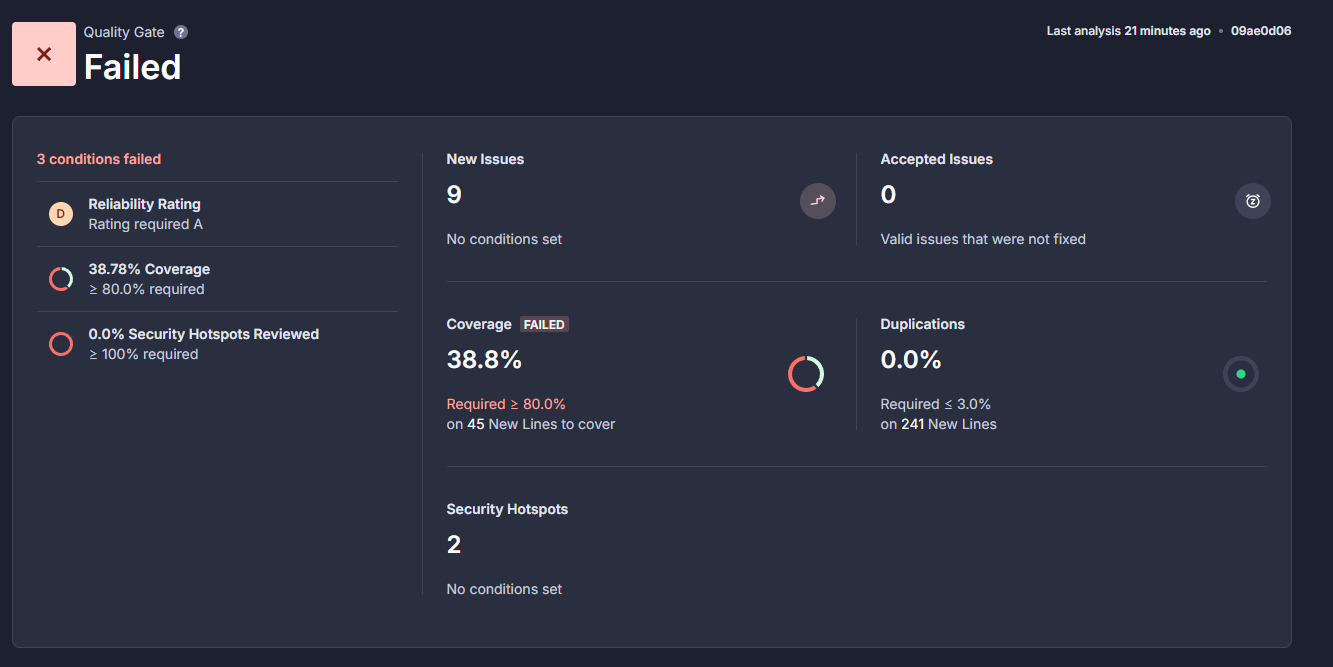 Quality Gate ?
Failed
Last analysis 21 minutes ago • 09ae0d06
3 conditions failed
D
Reliability Rating
Rating required A
38.78% Coverage
≥ 80.0% required
0.0% Security Hotspots Reviewed
≥ 100% required
New Issues
9
No conditions set
Accepted Issues
0
Valid issues that were not fixed
Coverage FAILED
38.8%
Required ≥ 80.0%
on 45 New Lines to cover
Duplications
0.0%
Required ≤ 3.0%
on 241 New Lines
Security Hotspots
2
No conditions set